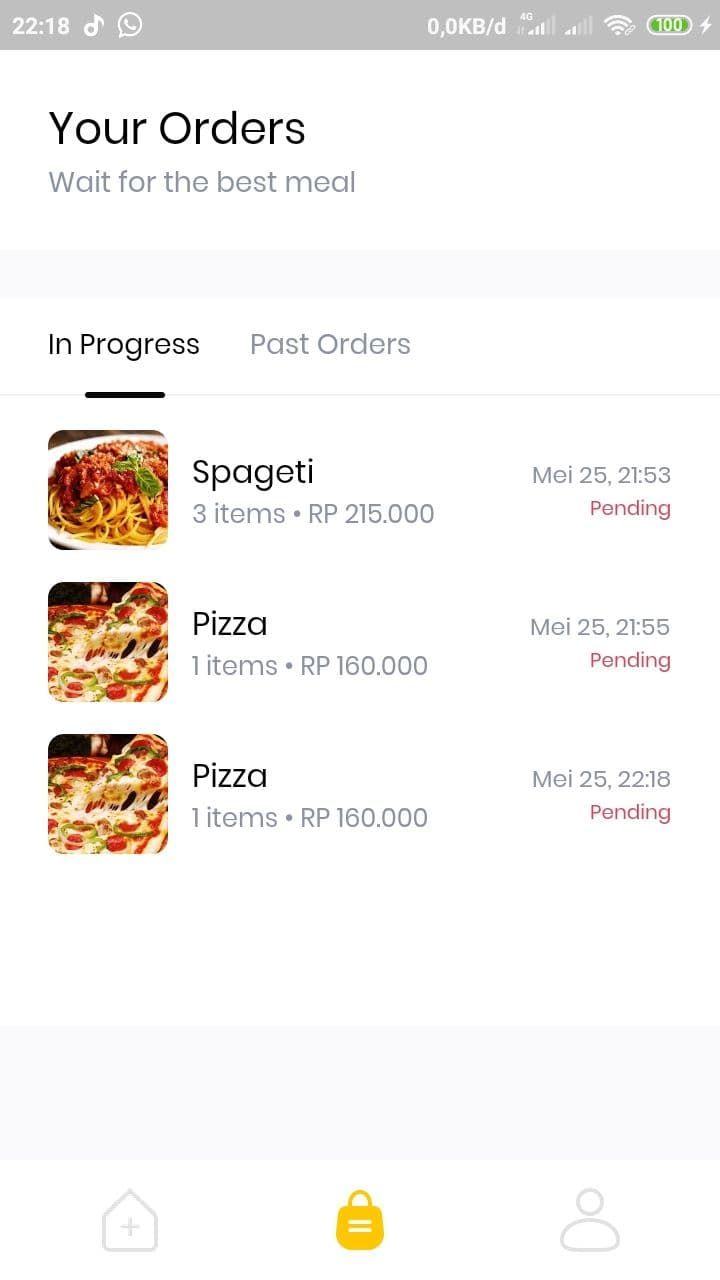 22:18 0,0KB/d 4G 100
Your Orders
Wait for the best meal
In Progress Past Orders
Spageti Mei 25, 21:53
3 items • RP 215.000 Pending
Pizza Mei 25, 21:55
1 items • RP 160.000 Pending
Pizza Mei 25, 22:18
1 items • RP 160.000 Pending